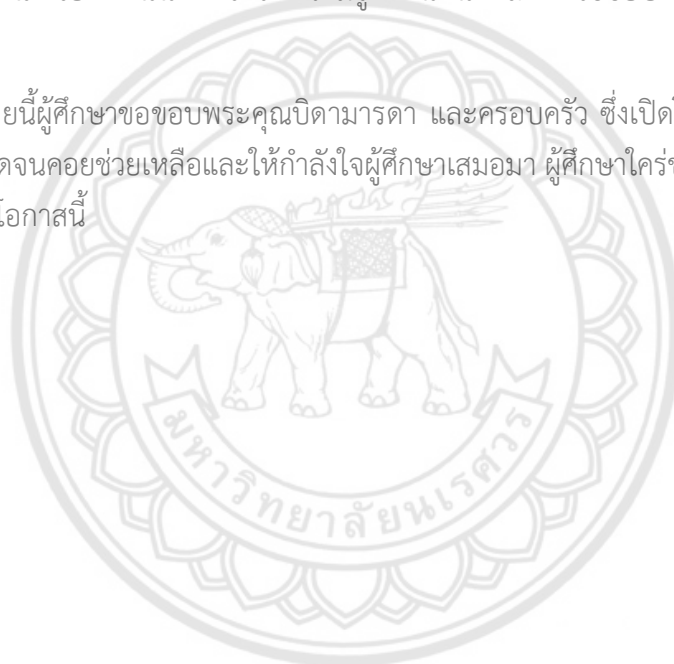 ยนี้ผู้ศึกษาขอขอบพระคุณบิดามารดา และครอบครัว ซึ่งเปิด
ดจนคอยช่วยเหลือและให้กำลังใจผู้ศึกษาเสมอมา ผู้ศึกษาใคร่
โอกาสนี้
มหาวิทยาลัยนเรศวร